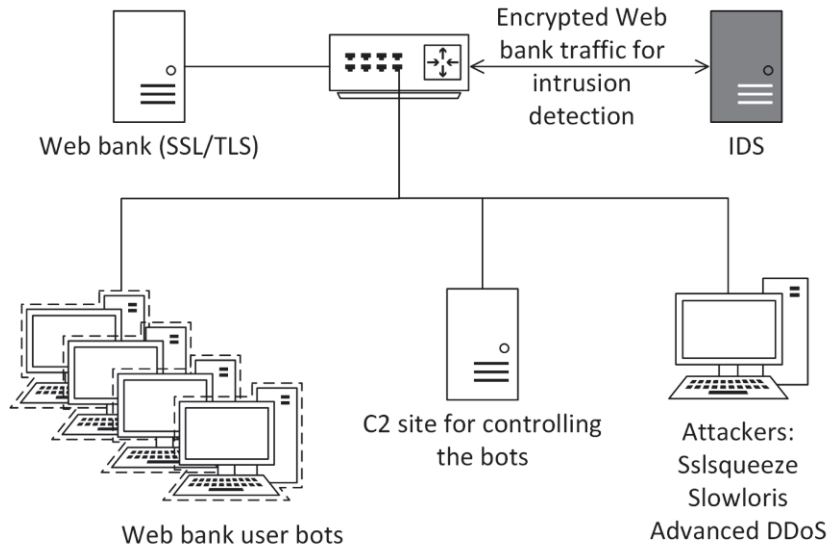 Encrypted Web
bank traffic for
intrusion
detection
Web bank (SSL/TLS)
IDS
C2 site for controlling
the bots
Attackers:
Sslsqueeze
Slowloris
Advanced DDoS
Web bank user bots